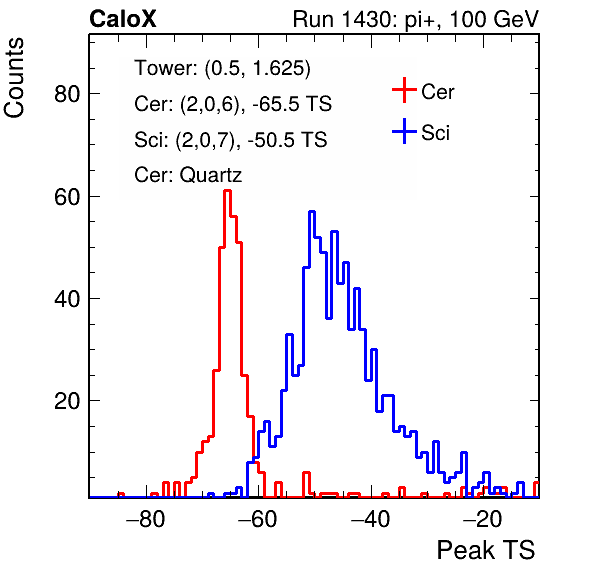 CaloX Run 1430: pi+, 100 GeV
Counts
Tower: (0.5, 1.625)
Cer: (2,0,6), -65.5 TS
Sci: (2,0,7), -50.5 TS
Cer: Quartz
Cer
Sci
80
60
40
20
−80 −60 −40 −20
Peak TS